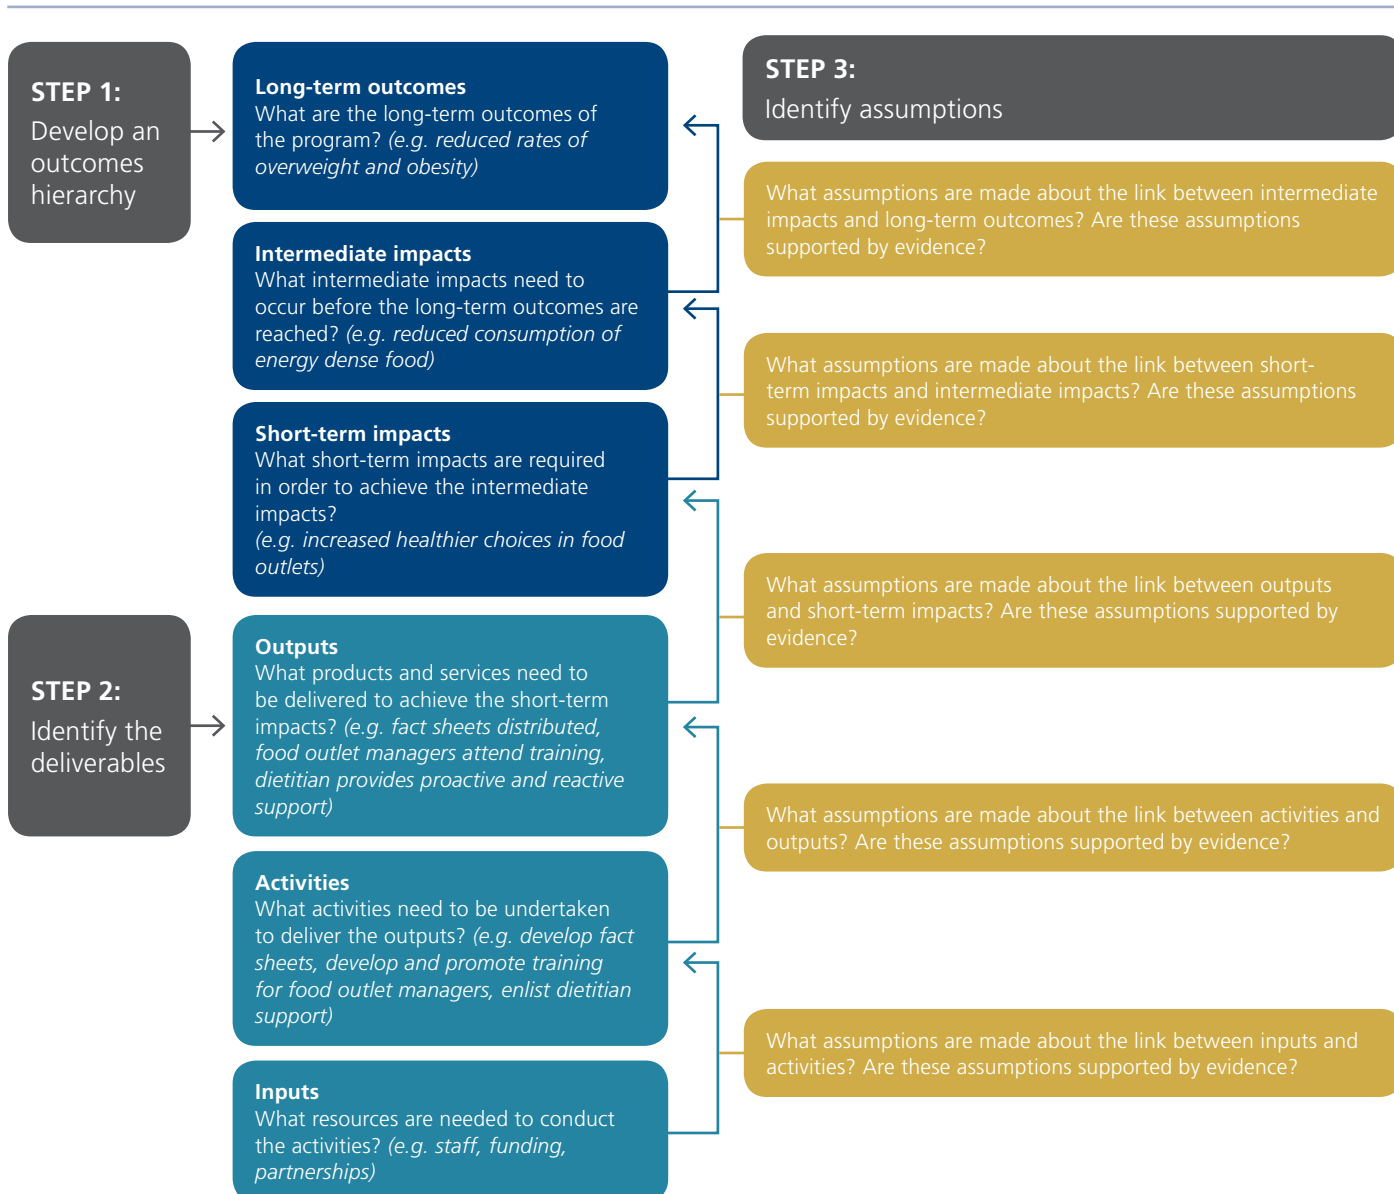 STEP 1:
Develop an
outcomes
hierarchy
Long-term outcomes
What are the long-term outcomes of
the program? (e.g. reduced rates of
overweight and obesity)
Intermediate impacts
What intermediate impacts need to
occur before the long-term outcomes are
reached? (e.g. reduced consumption of
energy dense food)
Short-term impacts
What short-term impacts are required
in order to achieve the intermediate
impacts?
(e.g. increased healthier choices in food
outlets)
STEP 2:
Identify the
deliverables
Outputs
What products and services need to
be delivered to achieve the short-term
impacts? (e.g. fact sheets distributed,
food outlet managers attend training,
dietitian provides proactive and reactive
support)
Activities
What activities need to be undertaken
to deliver the outputs? (e.g. develop fact
sheets, develop and promote training
for food outlet managers, enlist dietitian
support)
Inputs
What resources are needed to conduct
the activities? (e.g. staff, funding,
partnerships)
STEP 3:
Identify assumptions
What assumptions are made about the link between intermediate
impacts and long-term outcomes? Are these assumptions
supported by evidence?
What assumptions are made about the link between short-
term impacts and intermediate impacts? Are these assumptions
supported by evidence?
What assumptions are made about the link between outputs
and short-term impacts? Are these assumptions supported by
evidence?
What assumptions are made about the link between activities and
outputs? Are these assumptions supported by evidence?
What assumptions are made about the link between inputs and
activities? Are these assumptions supported by evidence?